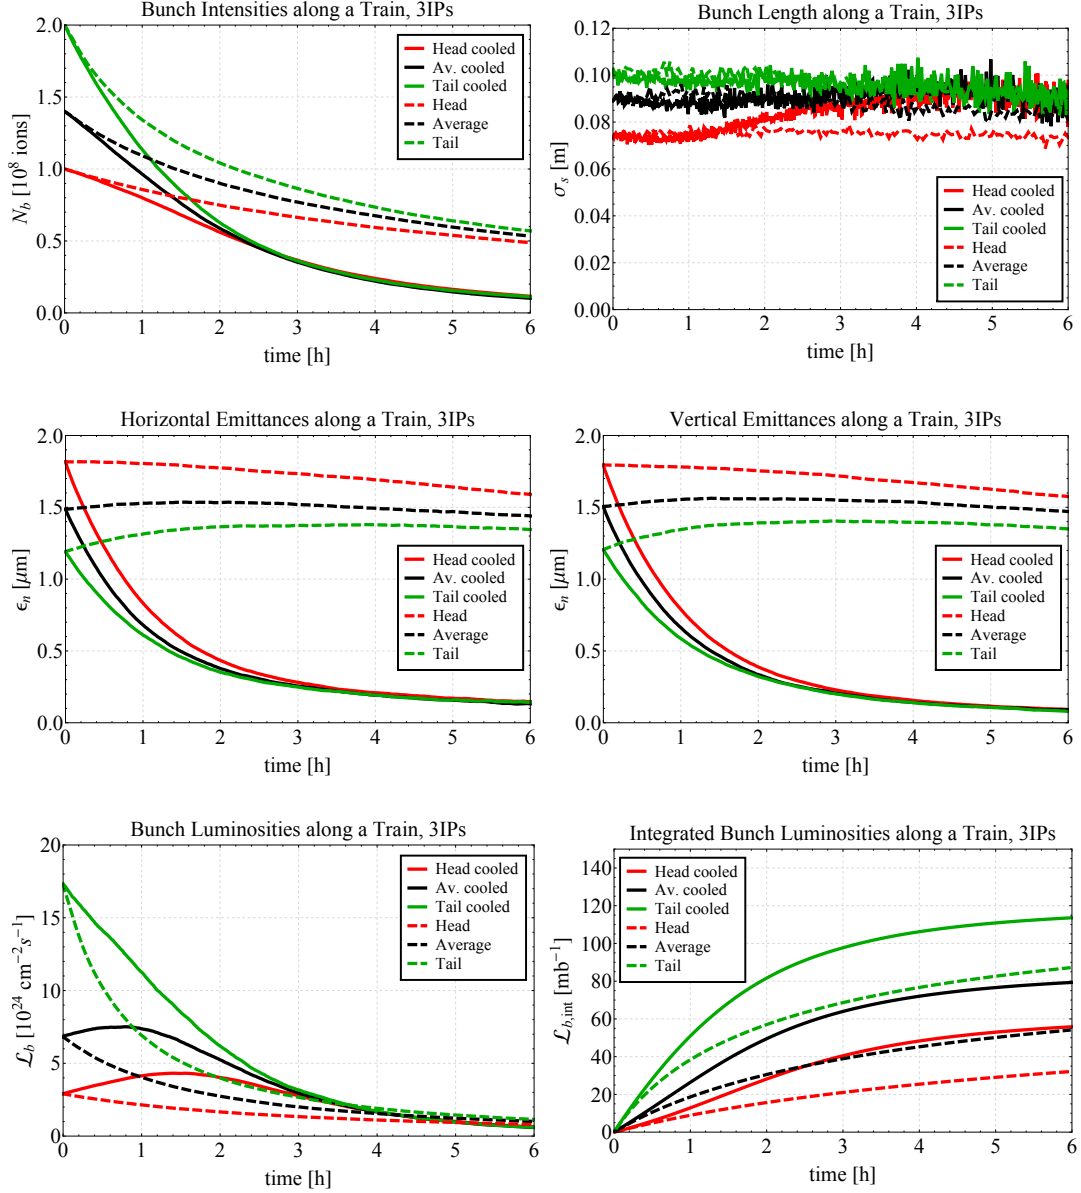 Bunch Intensities along a Train, 3IPs
2.0
1.5
1.0
0.5
0.0
N_b [10^8 ions]
Head cooled
Av. cooled
Tail cooled
Head
Average
Tail
0 1 2 3 4 5 6
time [h]
Bunch Length along a Train, 3IPs
0.12
0.10
0.08
0.06
0.04
0.02
0.00
σ_s [m]
Head cooled
Av. cooled
Tail cooled
Head
Average
Tail
0 1 2 3 4 5 6
time [h]
Horizontal Emittances along a Train, 3IPs
2.0
1.5
1.0
0.5
0.0
ϵ_n [μm]
Head cooled
Av. cooled
Tail cooled
Head
Average
Tail
0 1 2 3 4 5 6
time [h]
Vertical Emittances along a Train, 3IPs
2.0
1.5
1.0
0.5
0.0
ϵ_n [μm]
Head cooled
Av. cooled
Tail cooled
Head
Average
Tail
0 1 2 3 4 5 6
time [h]
Bunch Luminosities along a Train, 3IPs
20
15
10
5
0
ℒ_b [10^24 cm^−2 s^−1]
Head cooled
Av. cooled
Tail cooled
Head
Average
Tail
0 1 2 3 4 5 6
time [h]
Integrated Bunch Luminosities along a Train, 3IPs
140
120
100
80
60
40
20
0
ℒ_b,int [mb^−1]
Head cooled
Av. cooled
Tail cooled
Head
Average
Tail
0 1 2 3 4 5 6
time [h]